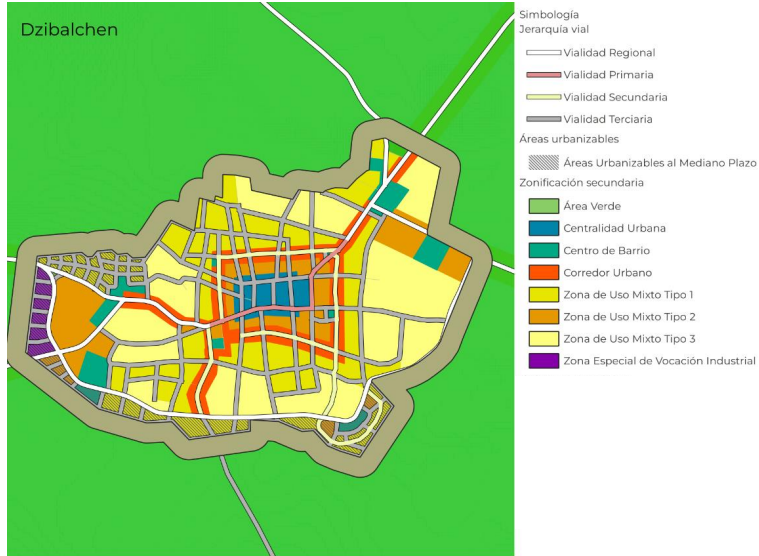 Dzibalchen
Simbología
Jerarquía vial
Vialidad Regional
Vialidad Primaria
Vialidad Secundaria
Vialidad Terciaria
Áreas urbanizables
Áreas Urbanizables al Mediano Plazo
Zonificación secundaria
Área Verde
Centralidad Urbana
Centro de Barrio
Corredor Urbano
Zona de Uso Mixto Tipo 1
Zona de Uso Mixto Tipo 2
Zona de Uso Mixto Tipo 3
Zona Especial de Vocación Industrial